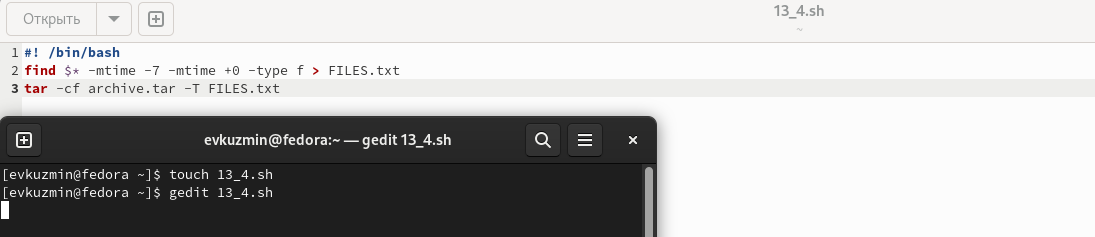 Открыть
13_4.sh
~
1 #! /bin/bash
2 find $* -mtime -7 -mtime +0 -type f > FILES.txt
3 tar -cf archive.tar -T FILES.txt
evkuzmin@fedora:~ — gedit 13_4.sh
[evkuzmin@fedora ~]$ touch 13_4.sh
[evkuzmin@fedora ~]$ gedit 13_4.sh